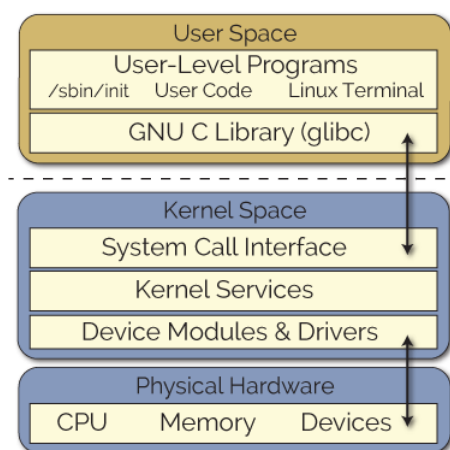 User Space
User-Level Programs
/sbin/init User Code Linux Terminal
GNU C Library (glibc)
Kernel Space
System Call Interface
Kernel Services
Device Modules & Drivers
Physical Hardware
CPU Memory Devices